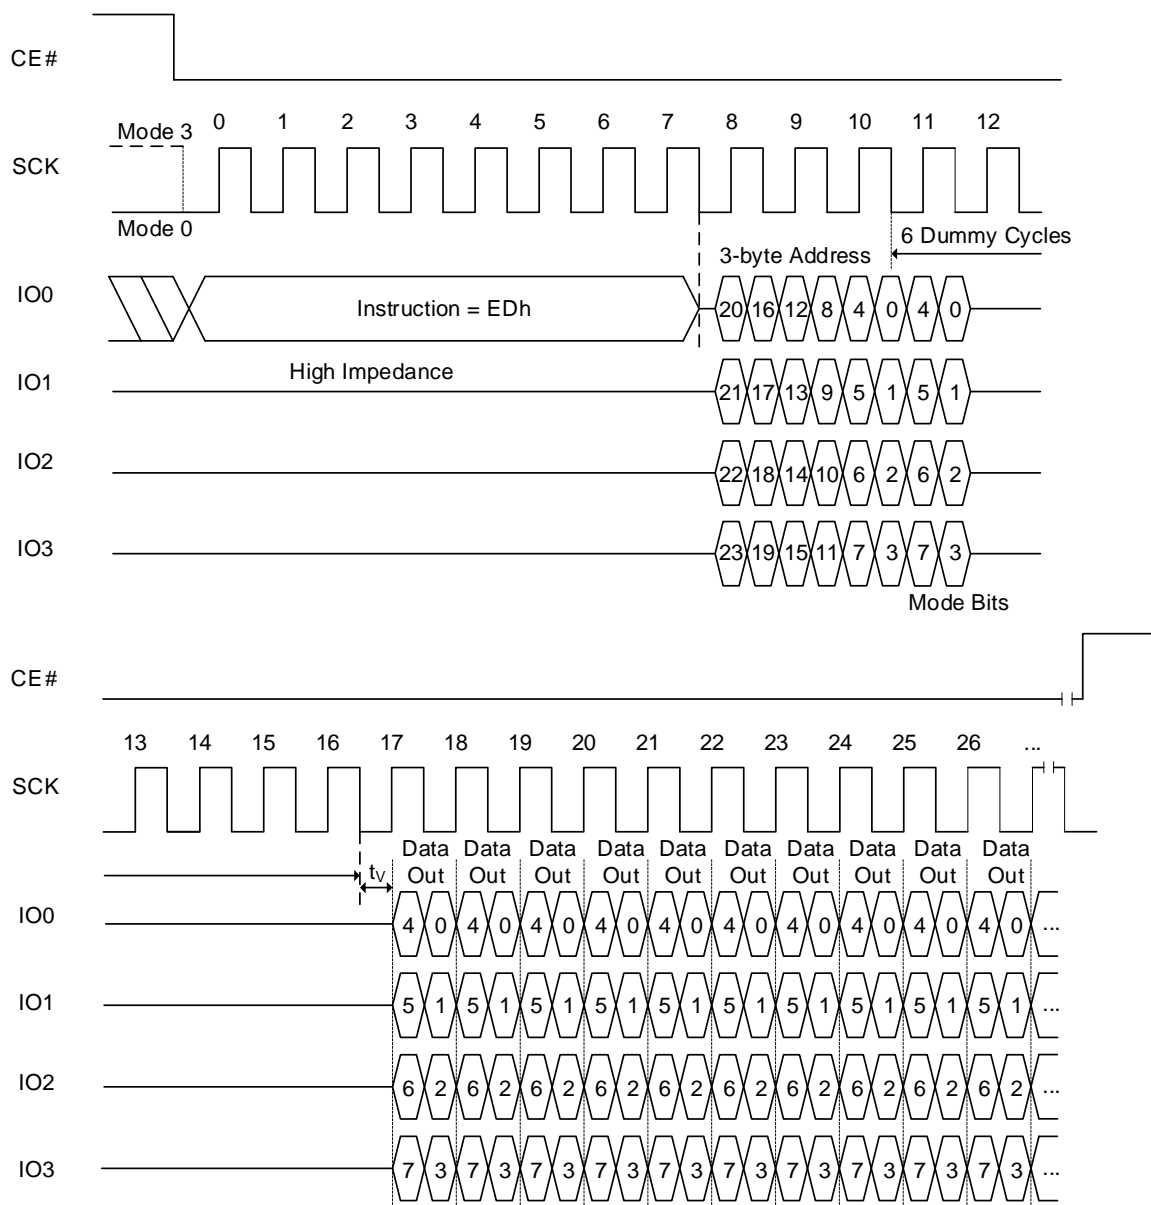 CE#
0 1 2 3 4 5 6 7 8 9 10 11 12
Mode 3
SCK
Mode 0
6 Dummy Cycles
3-byte Address
IO0 Instruction = EDh 20 16 12 8 4 0 4 0
High Impedance
IO1 21 17 13 9 5 1 5 1
IO2 22 18 14 10 6 2 6 2
IO3 23 19 15 11 7 3 7 3
Mode Bits
CE#
13 14 15 16 17 18 19 20 21 22 23 24 25 26 ...
SCK
Data Data Data Data Data Data Data Data Data Data
tV Out Out Out Out Out Out Out Out Out Out
IO0 4 0 4 0 4 0 4 0 4 0 4 0 4 0 4 0 4 0 4 0 ...
IO1 5 1 5 1 5 1 5 1 5 1 5 1 5 1 5 1 5 1 5 1 ...
IO2 6 2 6 2 6 2 6 2 6 2 6 2 6 2 6 2 6 2 6 2 ...
IO3 7 3 7 3 7 3 7 3 7 3 7 3 7 3 7 3 7 3 7 3 ...